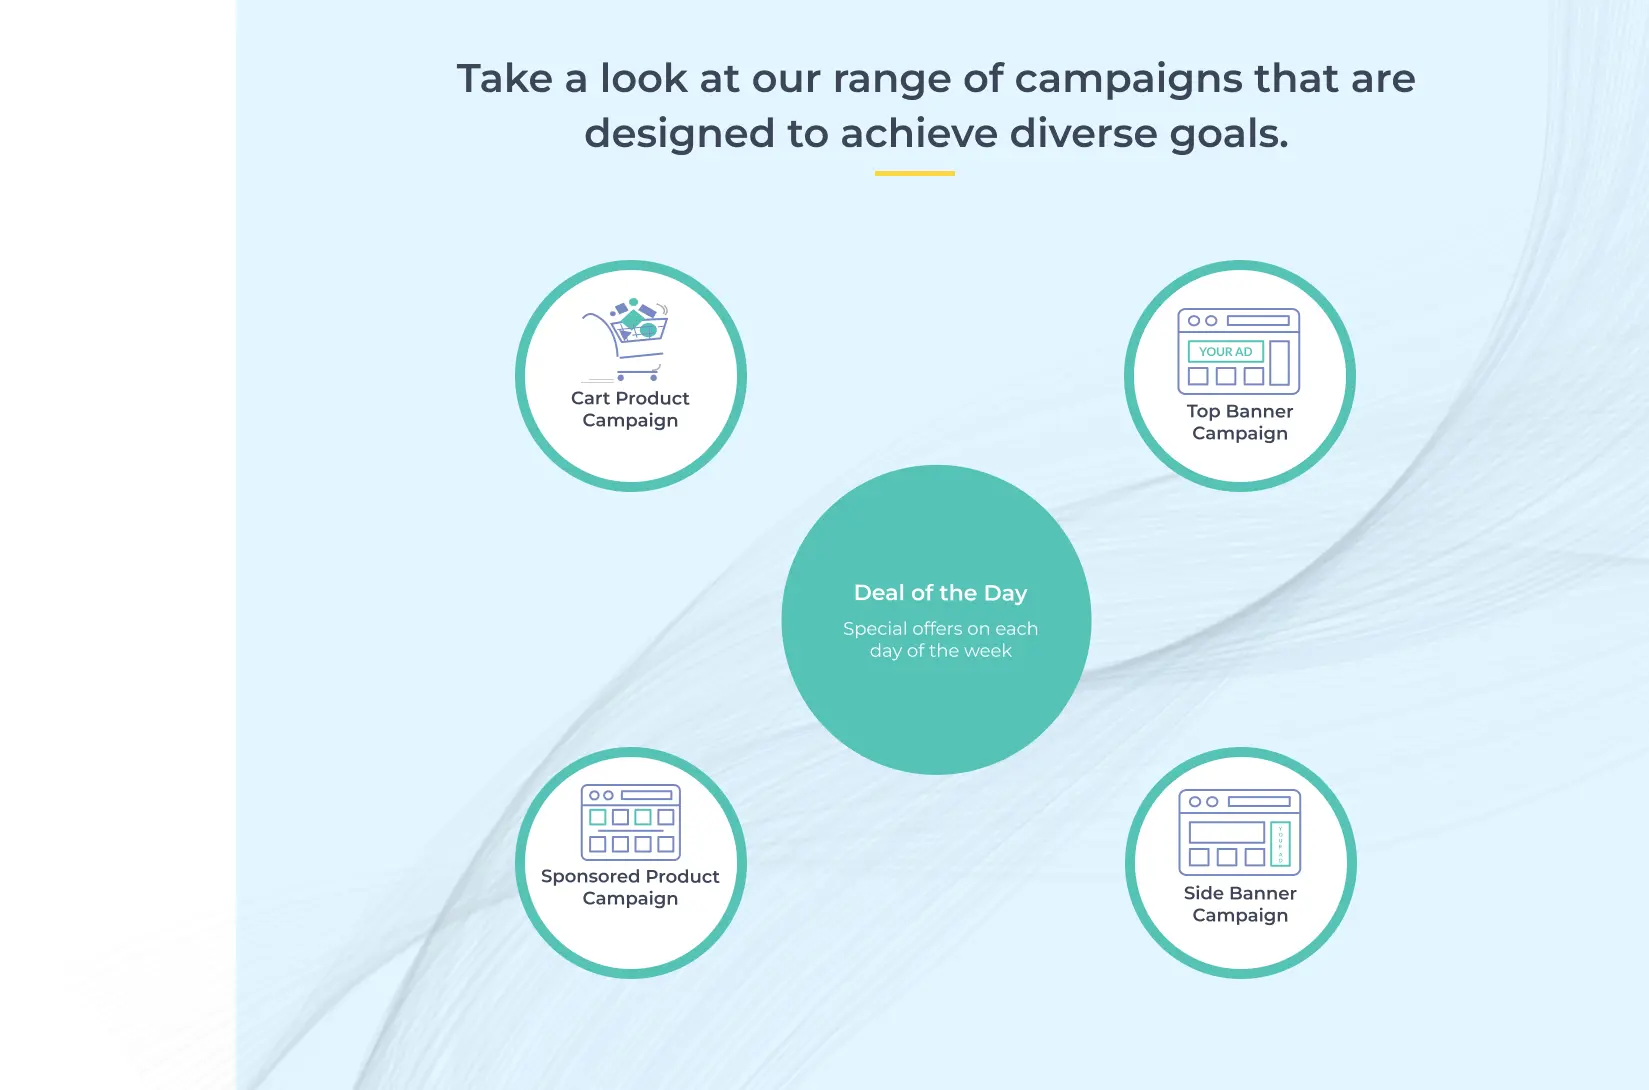 Take a look at our range of campaigns that are
designed to achieve diverse goals.
Cart Product
Campaign
YOUR AD
Top Banner
Campaign
Deal of the Day
Special offers on each
day of the week
Sponsored Product
Campaign
YOUR AD
Side Banner
Campaign